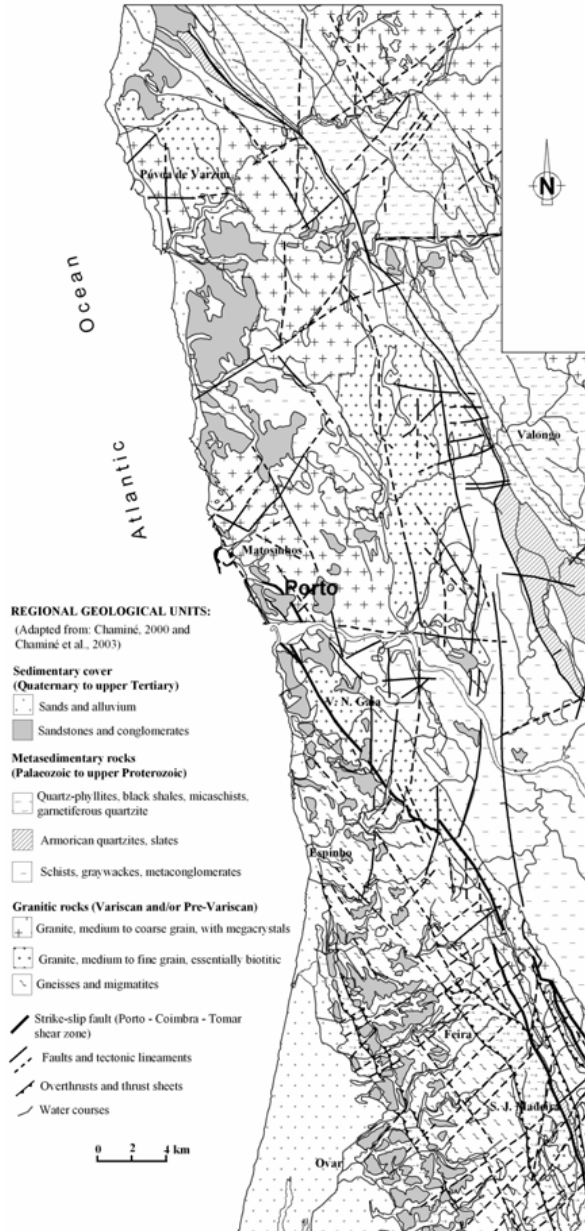 Póvoa de Varzim
N
Ocean
Atlantic
Valongo
Matosinhos
Porto
V. N. Gaia
Espinho
Feira
S. J. Madeira
Ovar
REGIONAL GEOLOGICAL UNITS:
(Adapted from: Chaminé, 2000 and
Chaminé et al., 2003)
Sedimentary cover
(Quaternary to upper Tertiary)
Sands and alluvium
Sandstones and conglomerates
Metasedimentary rocks
(Palaeozoic to upper Proterozoic)
Quartz-phyllites, black shales, micaschists,
garnetiferous quartzite
Armorican quartzites, slates
Schists, graywackes, metaconglomerates
Granitic rocks (Variscan and/or Pre-Variscan)
Granite, medium to coarse grain, with megacrystals
Granite, medium to fine grain, essentially biotitic
Gneisses and migmatites
Strike-slip fault (Porto - Coimbra - Tomar
shear zone)
Faults and tectonic lineaments
Overthrusts and thrust sheets
Water courses
0 2 4 km